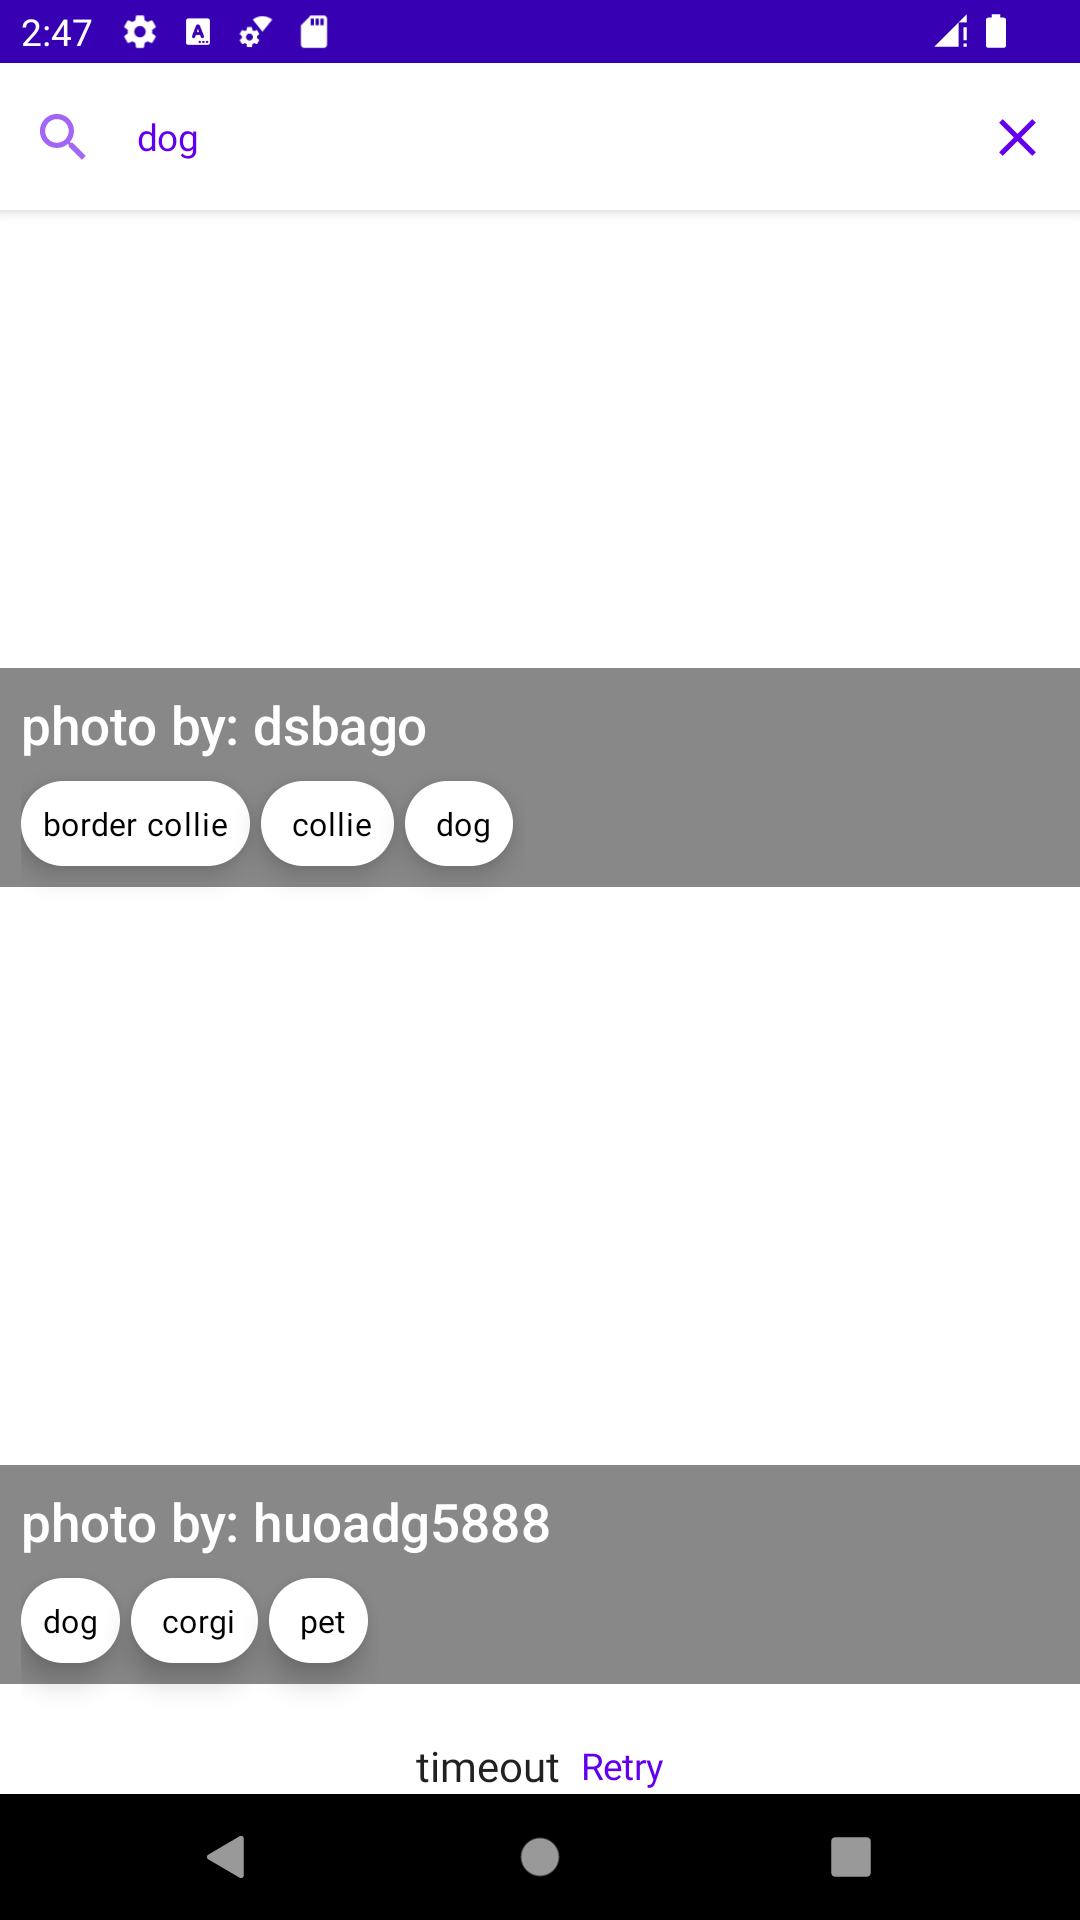 2:47
dog
photo by: dsbago
border collie collie dog
photo by: huoadg5888
dog corgi pet
timeout Retry